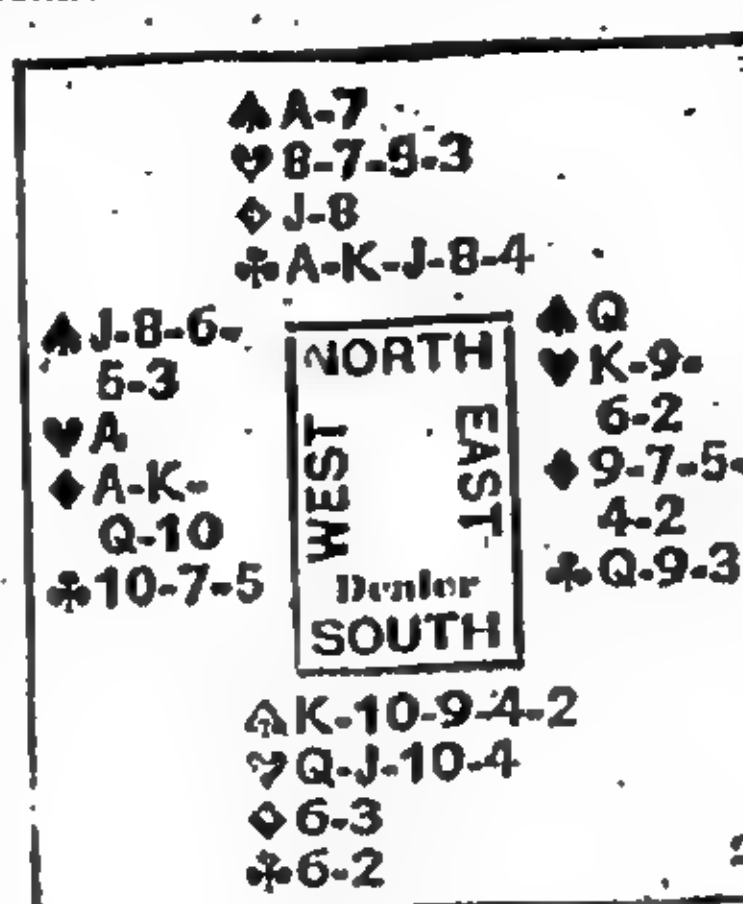 ♠ A-7
♥ 8-7-5-3
♦ J-8
♣ A-K-J-8-4
♠ J-8-6-
5-3
♥ A
♦ A-K-
Q-10
♣ 10-7-5
NORTH
WEST
EAST
Dealer
SOUTH
♠ Q
♥ K-9-
6-2
♦ 9-7-5-
4-2
♣ Q-9-3
♠ K-10-9-4-2
♥ Q-J-10-4
♦ 6-3
♣ 6-2